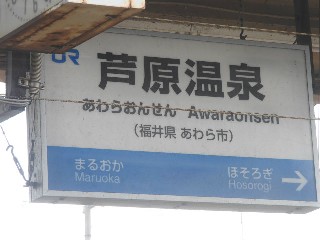 JR
芦原温泉
あわらおんせん Awaraonsen
(福井県 あわら市)
まるおか ほそろぎ
Maruoka Hosorogi